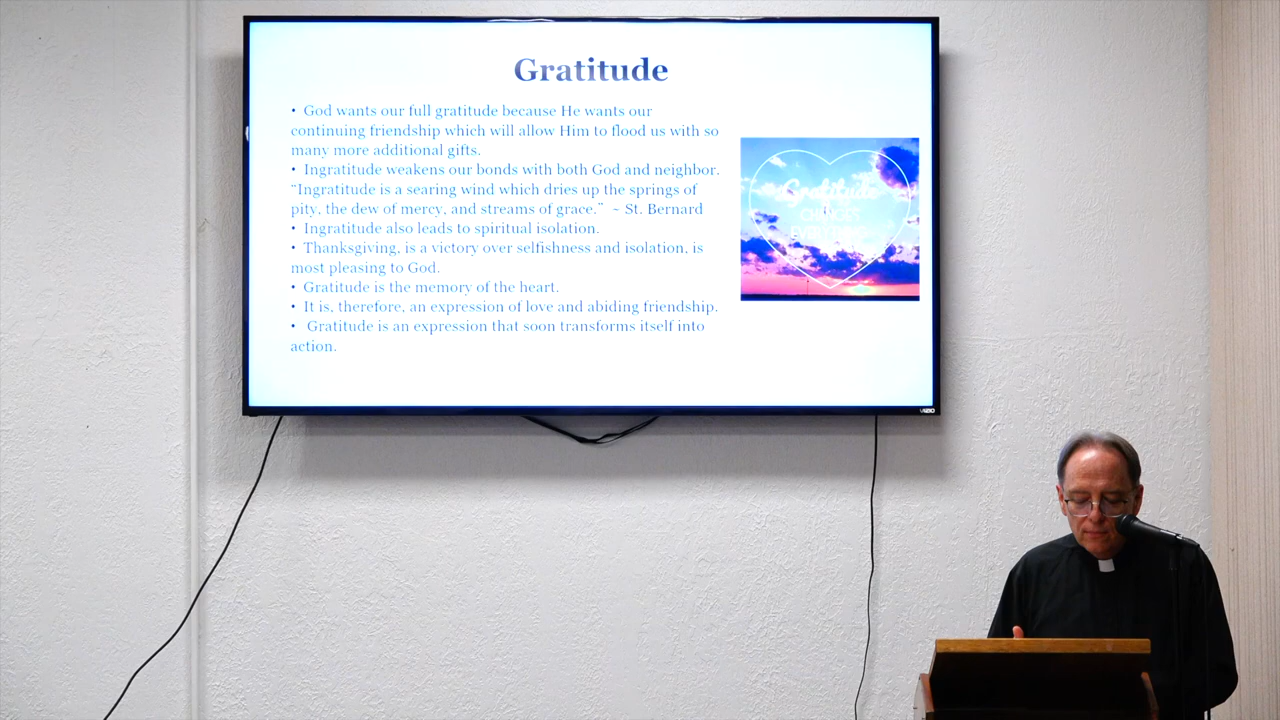 Gratitude
• God wants our full gratitude because He wants our
continuing friendship which will allow Him to flood us with so
many more additional gifts.
• Ingratitude weakens our bonds with both God and neighbor.
"Ingratitude is a searing wind which dries up the springs of
pity, the dew of mercy, and streams of grace." ~ St. Bernard
• Ingratitude also leads to spiritual isolation.
• Thanksgiving, is a victory over selfishness and isolation, is
most pleasing to God.
• Gratitude is the memory of the heart.
• It is, therefore, an expression of love and abiding friendship.
• Gratitude is an expression that soon transforms itself into
action.
Gratitude
CHANGES
EVERYTHING
VIZIO